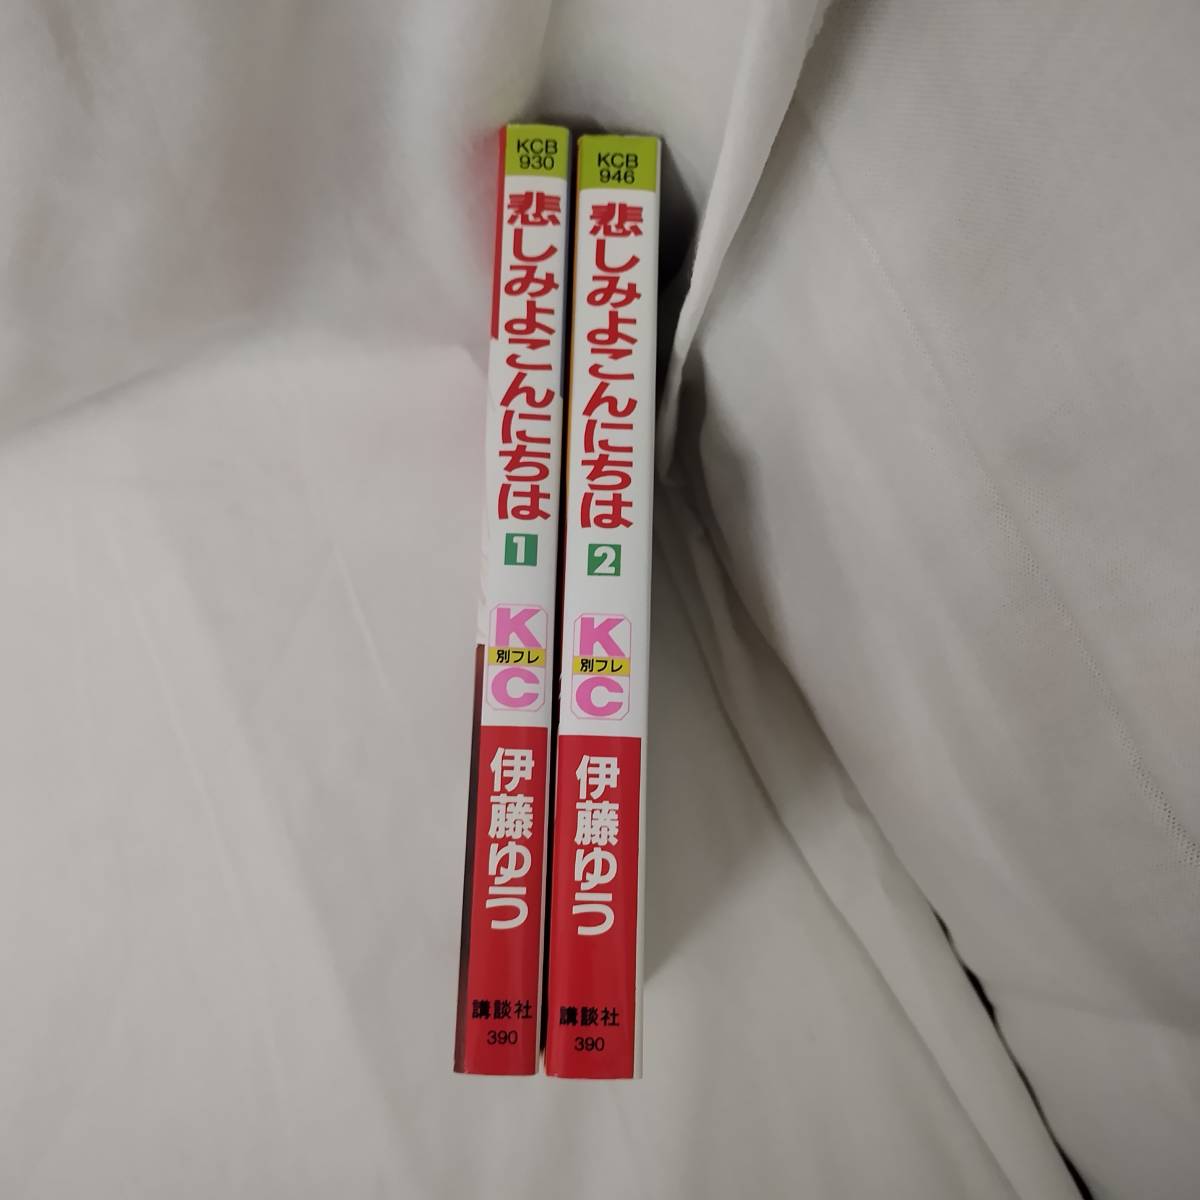 KCB
930
悲しみよこんにちは
1
K
別フレ
C
伊藤ゆう
講談社
390
KCB
946
悲しみよこんにちは
2
K
別フレ
C
伊藤ゆう
講談社
390